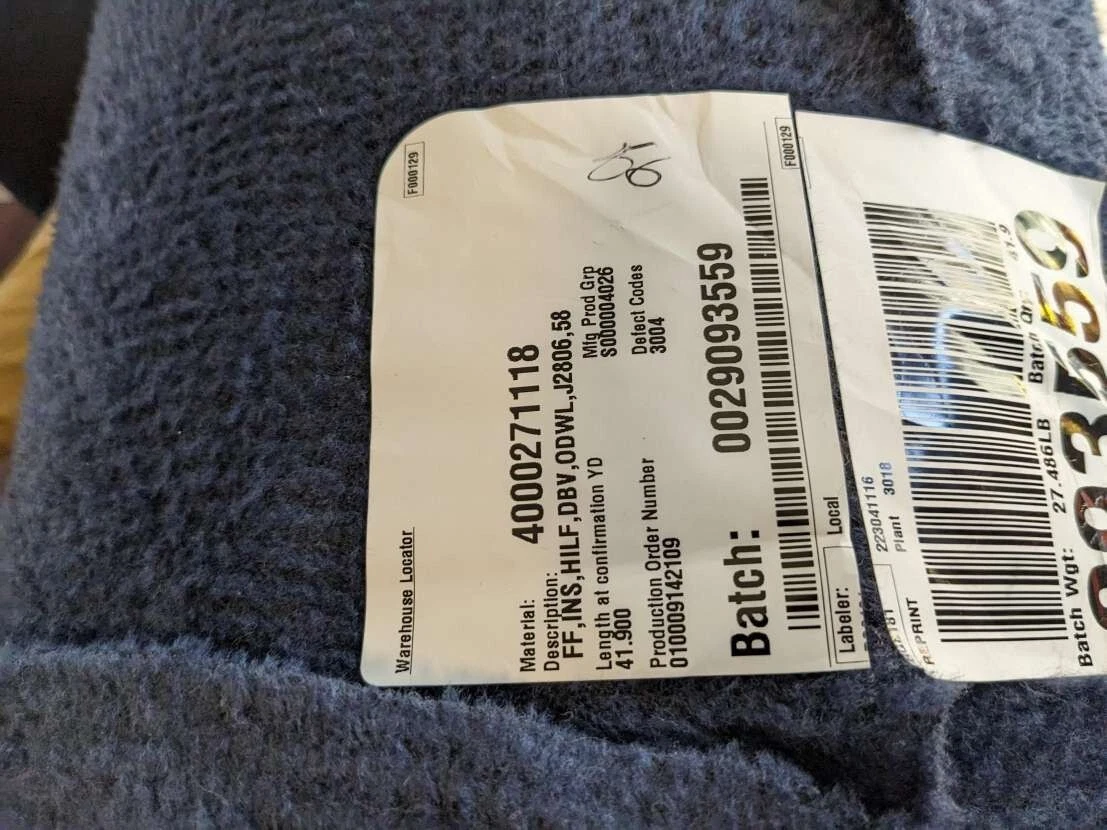 Warehouse Locator
F000129
Material:
4000271118
Description:
FF,INS,HILF,DBV,ODWL,J2806,58
Length at confirmation YD
Mfg Prod Grp
41.900
S000004026
Production Order Number
Defect Codes
010009142109
3004
Batch: 0029093559
F000129
Labeler:
Local
223041116
REPRINT
Plant 3018
Batch Wgt: 27.486LB
Batch